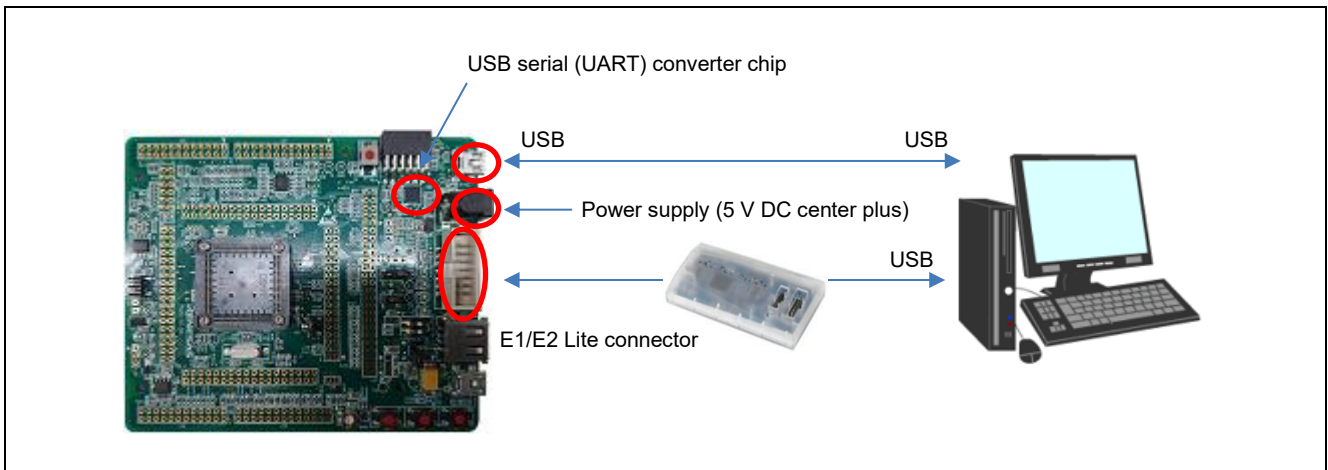 USB serial (UART) converter chip
USB
USB
Power supply (5 V DC center plus)
USB
E1/E2 Lite connector